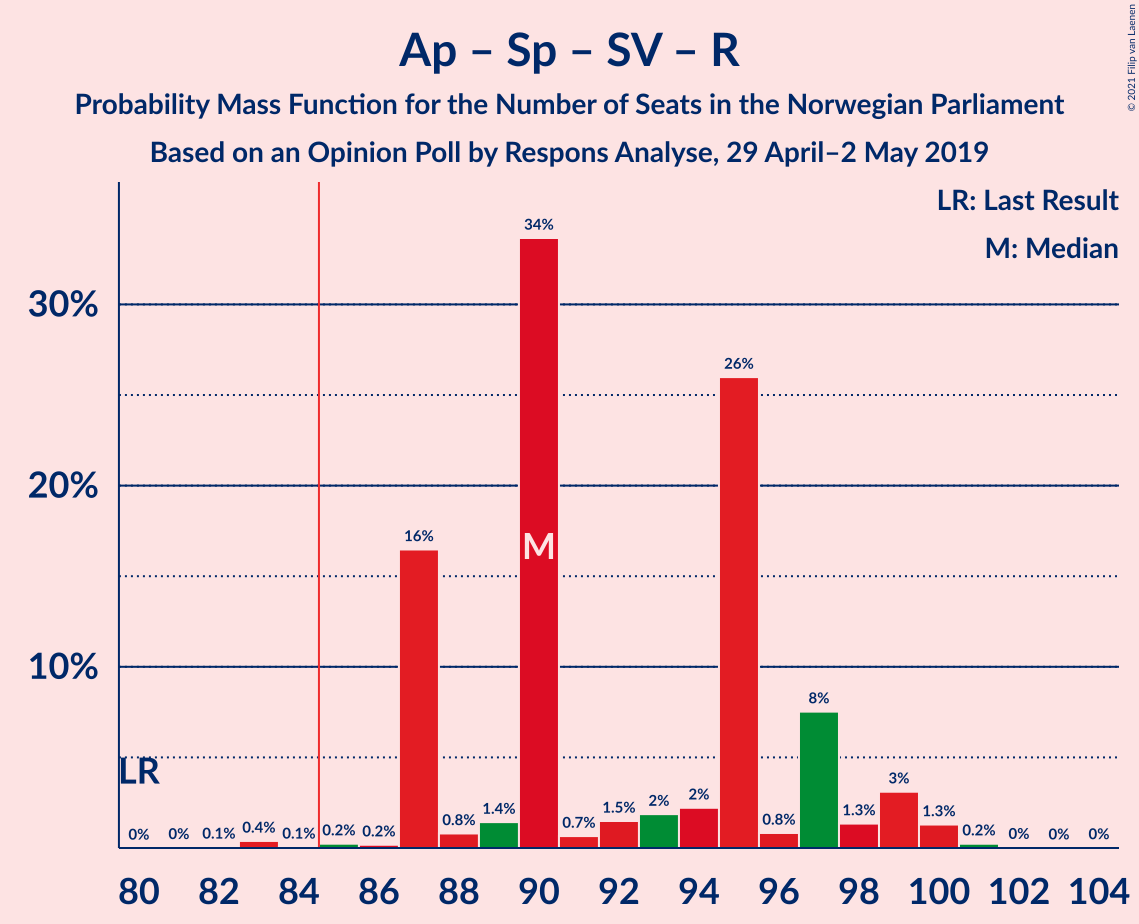 Ap – Sp – SV – R
Probability Mass Function for the Number of Seats in the Norwegian Parliament
Based on an Opinion Poll by Respons Analyse, 29 April–2 May 2019
© 2021 Filip van Laenen
LR: Last Result
M: Median
30%
20%
10%
LR
M
0% 0% 0.1% 0.4% 0.1% 0.2% 0.2% 16% 0.8% 1.4% 34% 0.7% 1.5% 2% 2% 26% 0.8% 8% 1.3% 3% 1.3% 0.2% 0% 0% 0%
80 82 84 86 88 90 92 94 96 98 100 102 104